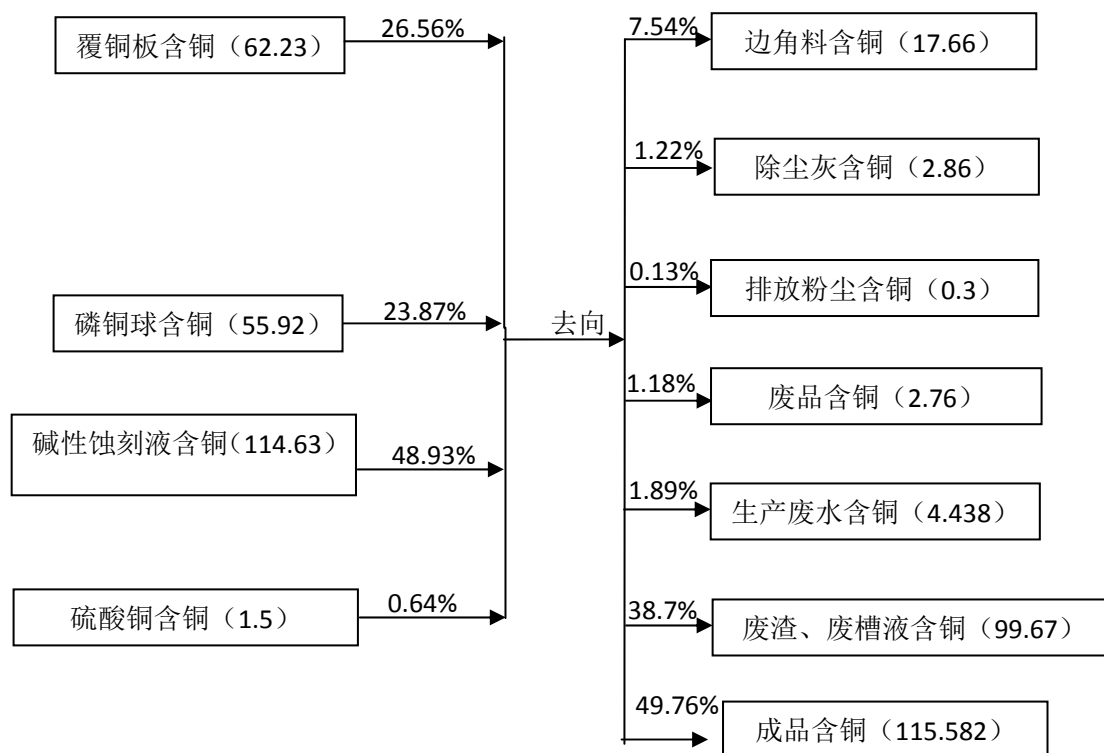 覆铜板含铜（62.23）
26.56%
磷铜球含铜（55.92）
23.87%
碱性蚀刻液含铜（114.63）
48.93%
硫酸铜含铜（1.5）
0.64%
去向
7.54%
边角料含铜（17.66）
1.22%
除尘灰含铜（2.86）
0.13%
排放粉尘含铜（0.3）
1.18%
废品含铜（2.76）
1.89%
生产废水含铜（4.438）
38.7%
废渣、废槽液含铜（99.67）
49.76%
成品含铜（115.582）